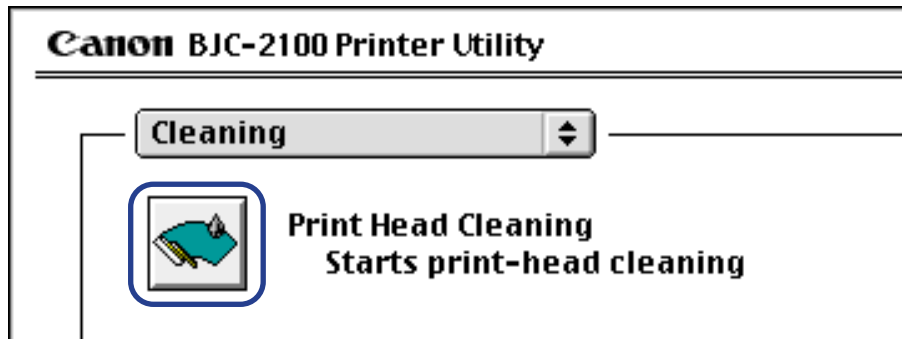 Canon BJC-2100 Printer Utility
Cleaning
Print Head Cleaning
Starts print-head cleaning